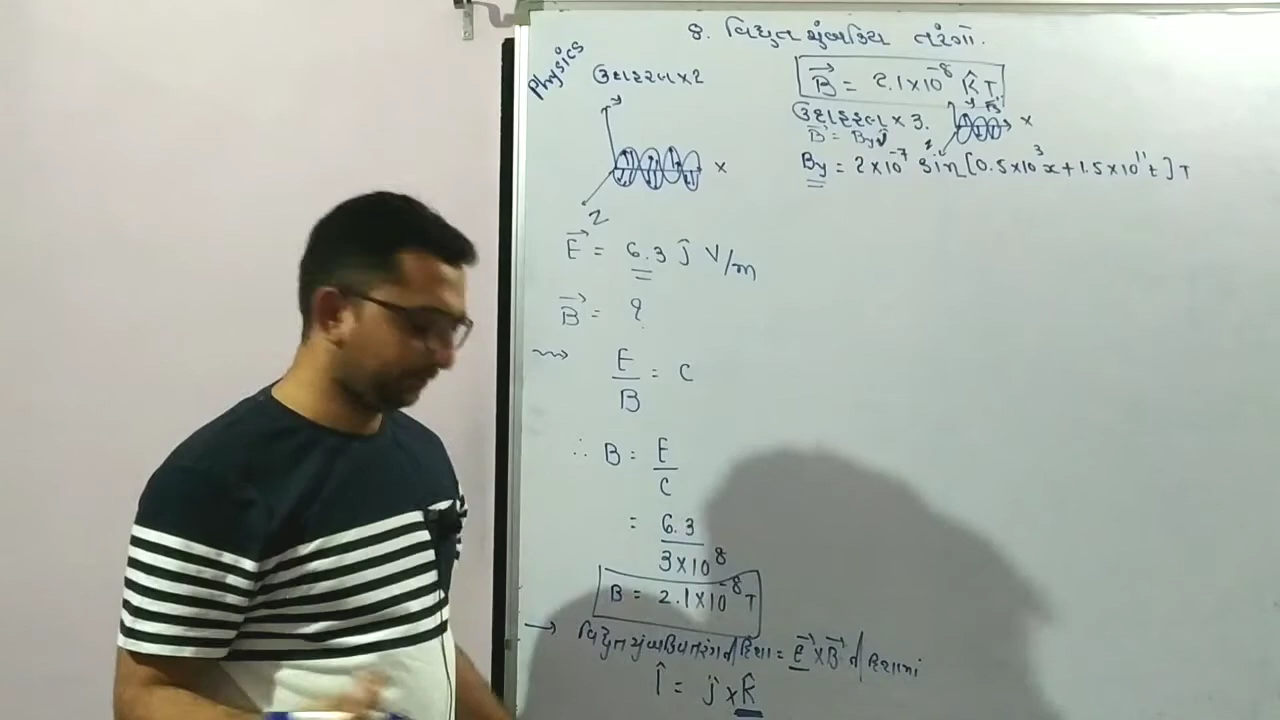 8. વિદ્યુત ચુંબકિય તરંગો.
Physics
ઉદાહરણ × 2
y
x
z
E⃗ = 6.3 ĵ V/m
B⃗ = ?
E/B = C
∴ B = E/C
= 6.3/3×10⁸
B = 2.1×10⁻⁸ T
→ વિદ્યુતચુંબકિયતરંગની દિશા = E⃗ × B⃗ ની દિશામાં
î = ĵ × k̂
B⃗ = 2.1×10⁻⁸ k̂ T
ઉદાહરણ × 3.
x
B⃗ = By ĵ
By = 2×10⁻⁷ Sin[0.5×10³x+1.5×10¹¹t] T